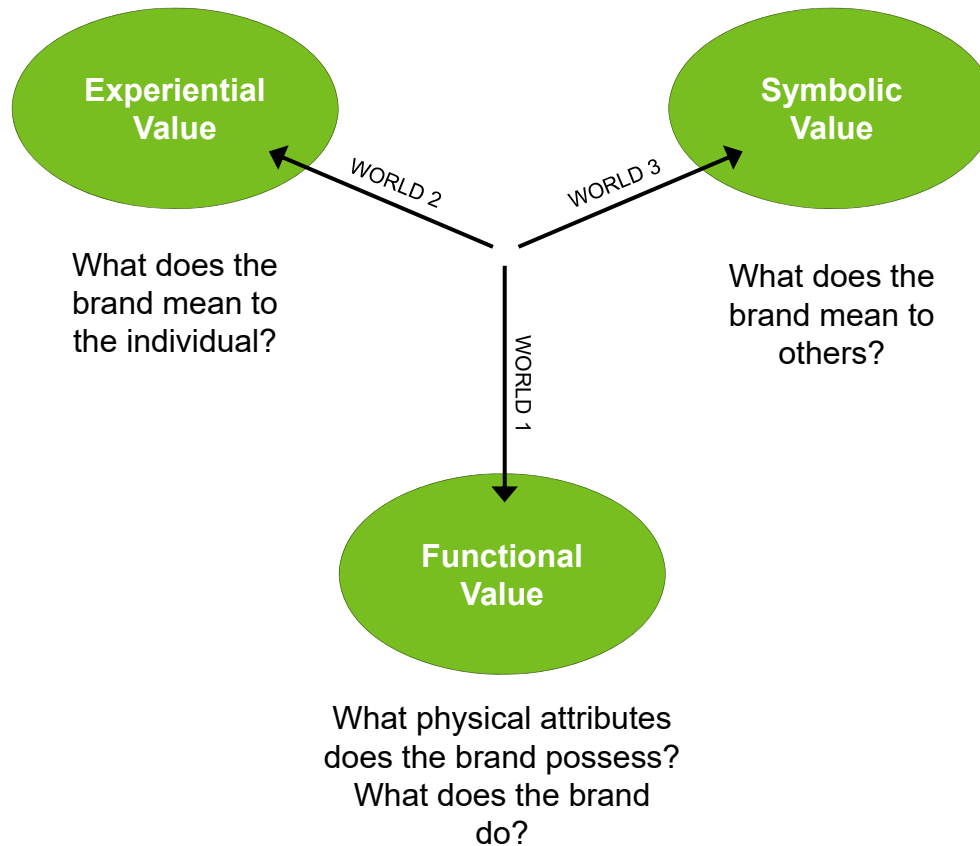 Experiential
Value
Symbolic
Value
WORLD 2
WORLD 3
What does the
brand mean to
the individual?
What does the
brand mean to
others?
WORLD 1
Functional
Value
What physical attributes
does the brand possess?
What does the brand
do?